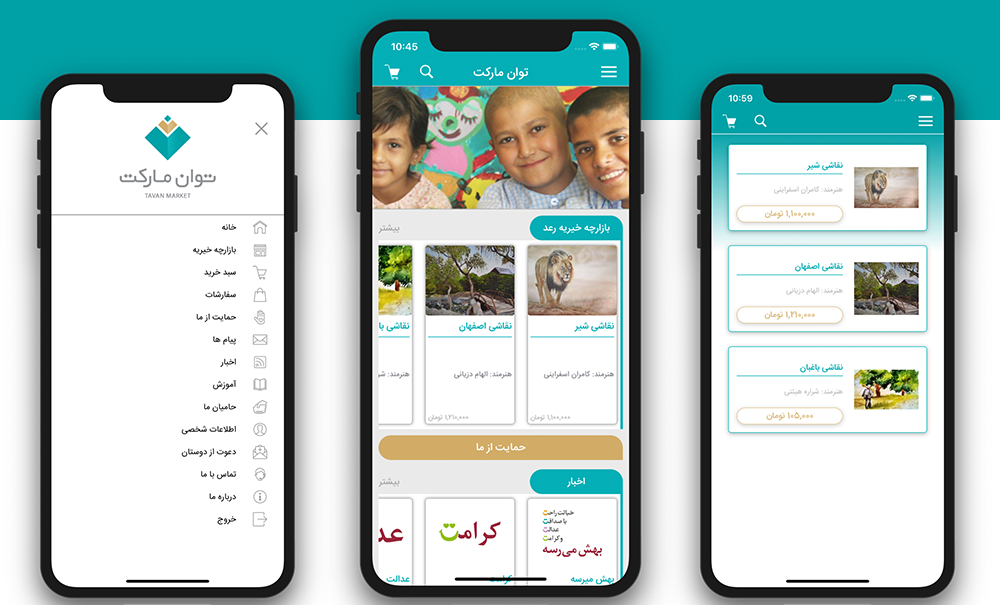 توان مارکت
TAVAN MARKET
خانه
بازارچه خیریه
سبد خرید
سفارشات
حمایت از ما
پیام ها
اخبار
آموزش
حامیان ما
اطلاعات شخصی
دعوت از دوستان
تماس با ما
درباره ما
خروج
10:45
توان مارکت
بازارچه خیریه رعد
بیشتر
نقاشی شیر
نقاشی اصفهان
نقاشی با
هنرمند: کامران اسفراینی
هنرمند: الهام دزیانی
هنرمند: شر
۱,۱۰۰,۰۰۰ تومان
۱,۲۱۰,۰۰۰ تومان
حمایت از ما
اخبار
بیشتر
خیالت راحت
با صداقت
عدالت
و کرامت
بهش می‌رسه
کرامت
عد
بهش میرسه
کرامت
عدالت
10:59
نقاشی شیر
هنرمند: کامران اسفراینی
۱,۱۰۰,۰۰۰ تومان
نقاشی اصفهان
هنرمند: الهام دزیانی
۱,۲۱۰,۰۰۰ تومان
نقاشی باغبان
هنرمند: شراره هیئتی
۱۰۵,۰۰۰ تومان